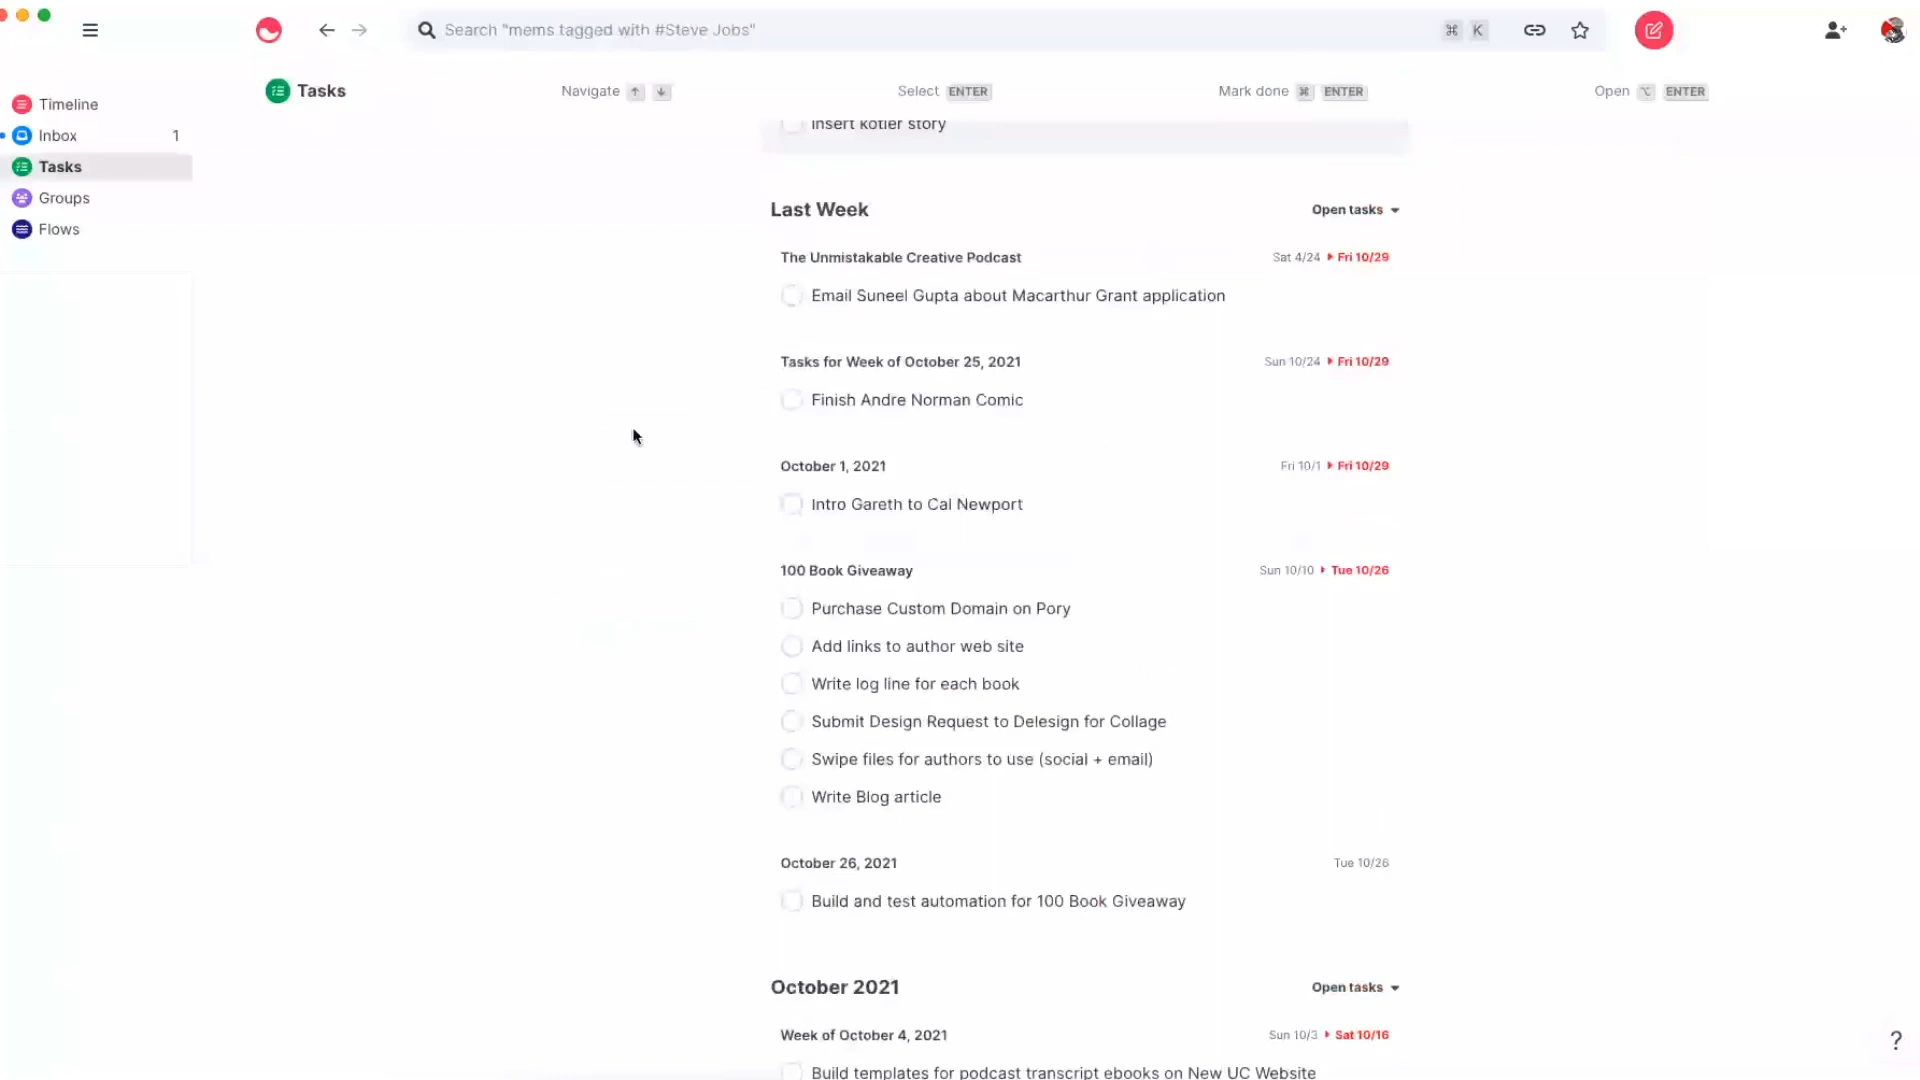 Search "mems tagged with #Steve Jobs" ⌘ K
Timeline
Inbox 1
Tasks
Groups
Flows
Tasks Navigate ↑ ↓ Select ENTER Mark done ⌘ ENTER Open ⌥ ENTER
Insert kotler story
Last Week Open tasks
The Unmistakable Creative Podcast Sat 4/24 Fri 10/29
Email Suneel Gupta about Macarthur Grant application
Tasks for Week of October 25, 2021 Sun 10/24 Fri 10/29
Finish Andre Norman Comic
October 1, 2021 Fri 10/1 Fri 10/29
Intro Gareth to Cal Newport
100 Book Giveaway Sun 10/10 Tue 10/26
Purchase Custom Domain on Pory
Add links to author web site
Write log line for each book
Submit Design Request to Delesign for Collage
Swipe files for authors to use (social + email)
Write Blog article
October 26, 2021 Tue 10/26
Build and test automation for 100 Book Giveaway
October 2021 Open tasks
Week of October 4, 2021 Sun 10/3 Sat 10/16
Build templates for podcast transcript ebooks on New UC Website
?